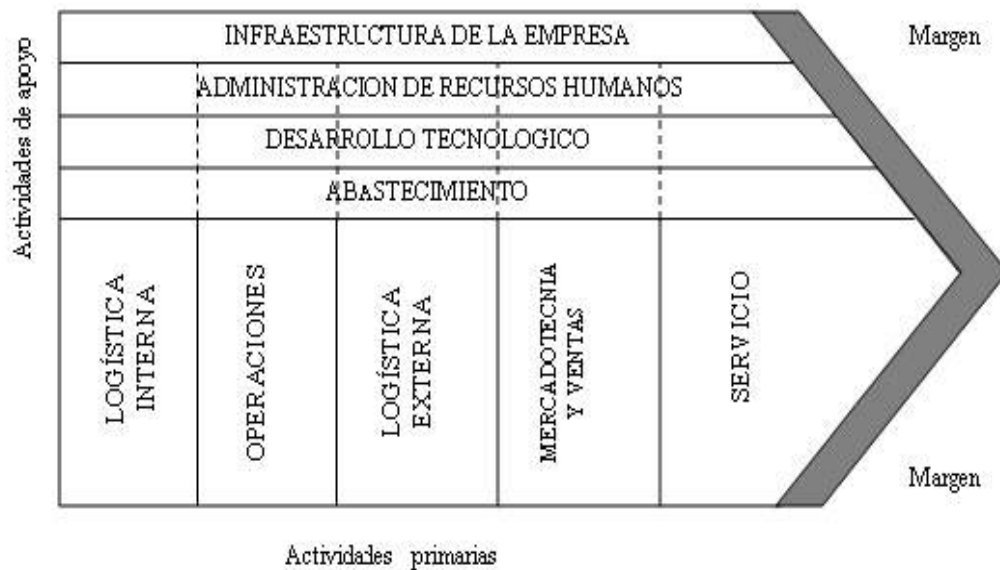 INFRAESTRUCTURA DE LA EMPRESA
Margen
Actividades de apoyo
ADMINISTRACION DE RECURSOS HUMANOS
DESARROLLO TECNOLOGICO
ABASTECIMIENTO
LOGÍSTICA
INTERNA
OPERACIONES
LOGÍSTICA
EXTERNA
MERCADOTECNIA
Y VENTAS
SERVICIO
Margen
Actividades primarias